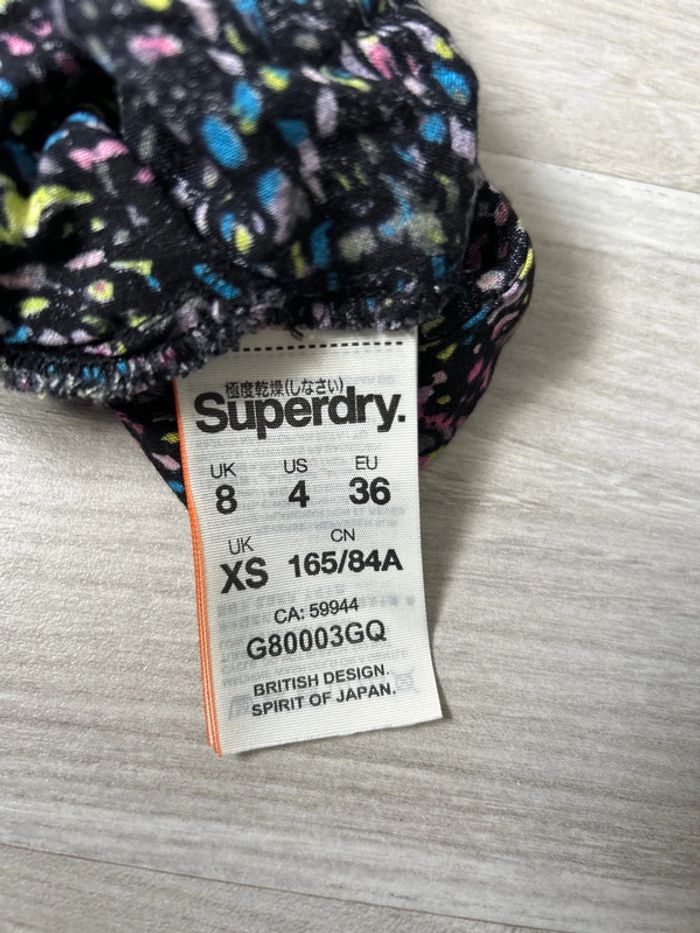 極度乾燥(しなさい)
Superdry.
UK US EU
8 4 36
UK CN
XS 165/84A
CA: 59944
G80003GQ
BRITISH DESIGN.
SPIRIT OF JAPAN.